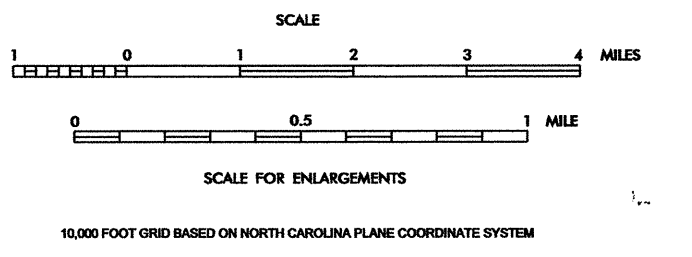 SCALE
1 0 1 2 3 4 MILES
0 0.5 1 MILE
SCALE FOR ENLARGEMENTS
10,000 FOOT GRID BASED ON NORTH CAROLINA PLANE COORDINATE SYSTEM